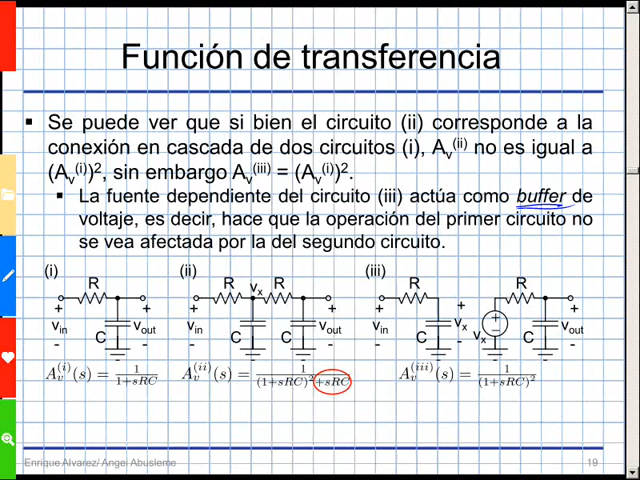 Función de transferencia
Se puede ver que si bien el circuito (ii) corresponde a la
conexión en cascada de dos circuitos (i), Av(ii) no es igual a
(Av(i))2, sin embargo Av(iii) = (Av(i))2.
La fuente dependiente del circuito (iii) actúa como buffer de
voltaje, es decir, hace que la operación del primer circuito no
se vea afectada por la del segundo circuito.
(i) (ii) (iii)
R R vx R R R
+ + + + + + + +
vin C vout vin C C vout vin C vx vx − C vout
- - - - - - -
Av(i)(s) = 1/(1+sRC) Av(ii)(s) = 1/((1+sRC)2+sRC) Av(iii)(s) = 1/(1+sRC)2
Enrique Alvarez/ Angel Abusleme 19